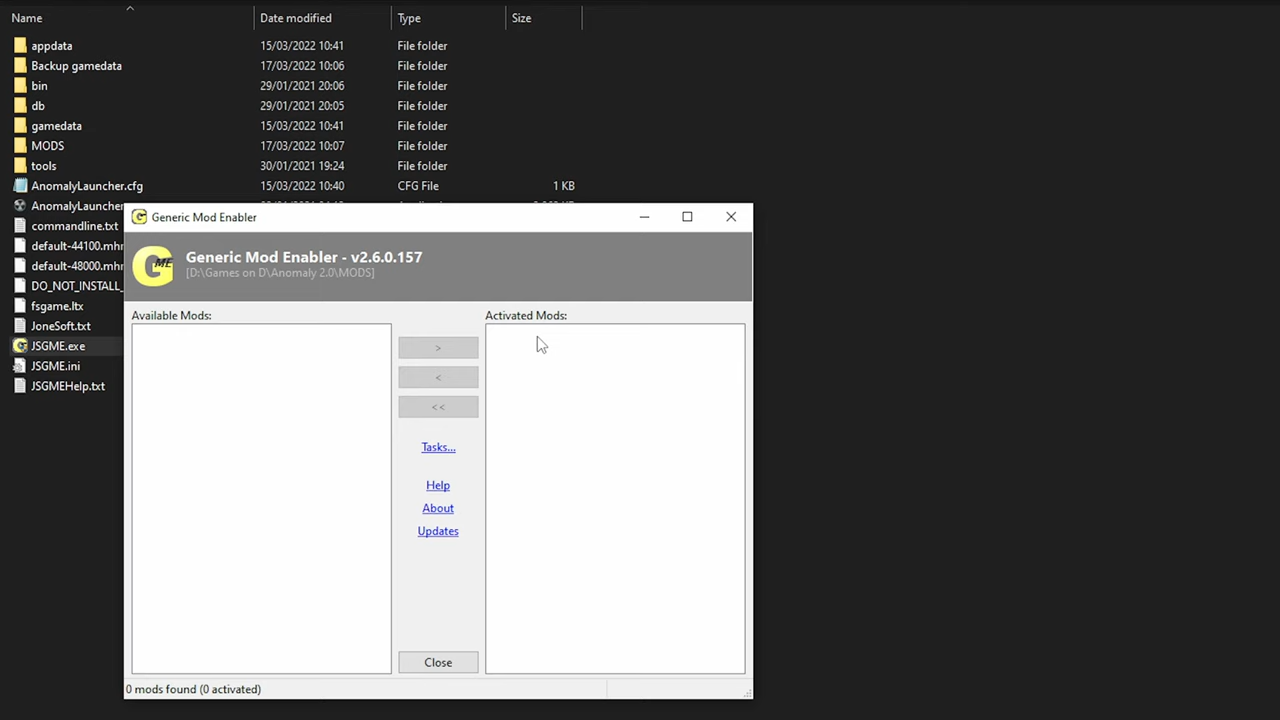 Name Date modified Type Size
appdata 15/03/2022 10:41 File folder
Backup gamedata 17/03/2022 10:06 File folder
bin 29/01/2021 20:06 File folder
db 29/01/2021 20:05 File folder
gamedata 15/03/2022 10:41 File folder
MODS 17/03/2022 10:07 File folder
tools 30/01/2021 19:24 File folder
AnomalyLauncher.cfg 15/03/2022 10:40 CFG File 1 KB
AnomalyLauncher
commandline.txt
default-44100.mh
default-48000.mh
DO_NOT_INSTALL_
fsgame.ltx
JoneSoft.txt
JSGME.exe
JSGME.ini
JSGMEHelp.txt
Generic Mod Enabler
GME
Generic Mod Enabler - v2.6.0.157
[D:\Games on D\Anomaly 2.0\MODS]
Available Mods:
Activated Mods:
>
<
<<
Tasks...
Help
About
Updates
Close
0 mods found (0 activated)